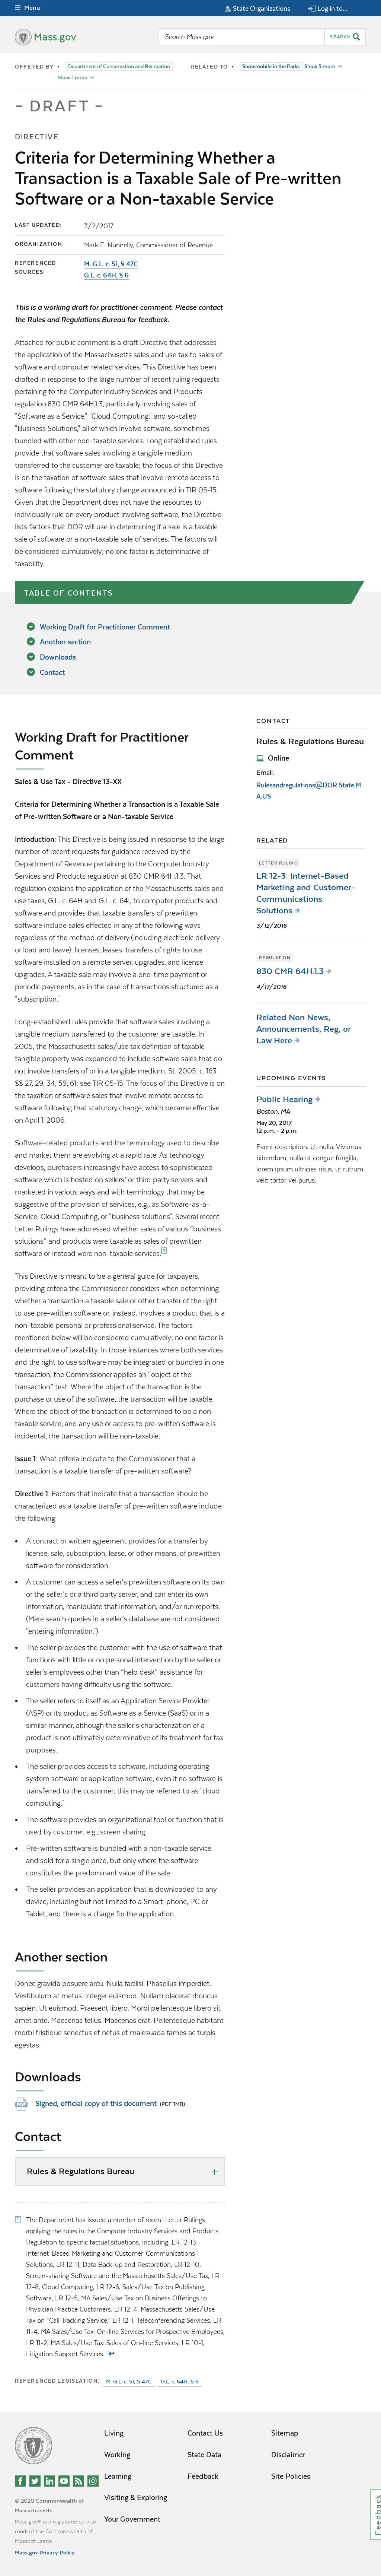 Menu
State Organizations
Log in to...
Mass.gov
Search Mass.gov
SEARCH
OFFERED BY • Department of Conservation and Recreation
Show 1 more
RELATED TO • Snowmobile in the Parks Show 5 more
– DRAFT –
DIRECTIVE
Criteria for Determining Whether a
Transaction is a Taxable Sale of Pre-written
Software or a Non-taxable Service
LAST UPDATED: 3/2/2017
ORGANIZATION: Mark E. Nunnelly, Commissioner of Revenue
REFERENCED SOURCES: M. G.L. c. 51, § 47C
G.L. c. 64H, § 6
This is a working draft for practitioner comment. Please contact
the Rules and Regulations Bureau for feedback.
Attached for public comment is a draft Directive that addresses
the application of the Massachusetts sales and use tax to sales of
software and computer related services. This Directive has been
drafted in response to the large number of recent ruling requests
pertaining to the Computer Industry Services and Products
regulation,830 CMR 64H.1.3, particularly involving sales of
"Software as a Service," "Cloud Computing," and so-called
"Business Solutions," all of which involve software, sometimes
bundled with other non-taxable services. Long established rules
provide that software transactions involving a tangible medium
transferred to the customer are taxable; the focus of this Directive
is on the taxation of software sales that involve remote access to
software following the statutory change announced in TIR 05-15.
Given that the Department does not have the resources to
individually rule on every product involving software, the Directive
lists factors that DOR will use in determining if a sale is a taxable
sale of software or a non-taxable sale of services. The factors will
be considered cumulatively; no one factor is determinative of
taxability.
TABLE OF CONTENTS
Working Draft for Practitioner Comment
Another section
Downloads
Contact
Working Draft for Practitioner
Comment
Sales & Use Tax - Directive 13-XX
Criteria for Determining Whether a Transaction is a Taxable Sale
of Pre-written Software or a Non-taxable Service
Introduction: This Directive is being issued in response to the large
number of recent requests for guidance received by the
Department of Revenue pertaining to the Computer Industry
Services and Products regulation at 830 CMR 64H.1.3. That
regulation explains the application of the Massachusetts sales and
use taxes, G.L. c. 64H and G.L. c. 64I, to computer products and
services and provides that taxable transfers of prewritten
software include sales effected in any of the following ways
regardless of the method of delivery (including electronic delivery
or load and leave): licenses, leases, transfers of rights to use
software installed on a remote server, upgrades, and license
upgrades. A taxable sale may involve a one-time payment or
periodic payments, as in the case of transactions structured as a
"subscription."
Long-established rules provide that software sales involving a
tangible medium transferred to the customer are taxable. In
2005, the Massachusetts sales/use tax definition of taxable
tangible property was expanded to include software sales that do
not involve transfers of or in a tangible medium. St. 2005, c. 163
§§ 27, 29, 34, 59, 61; see TIR 05-15. The focus of this Directive is on
the taxation of software sales that involve remote access to
software following that statutory change, which became effective
on April 1, 2006.
Software-related products and the terminology used to describe
and market them are evolving at a rapid rate. As technology
develops, purchasers increasingly have access to sophisticated
software which is hosted on sellers' or third party servers and
marketed in various ways and with terminology that may be
suggestive of the provision of services, e.g., as Software-as-a-
Service, Cloud Computing, or "business solutions". Several recent
Letter Rulings have addressed whether sales of various "business
solutions" and products were taxable as sales of prewritten
software or instead were non-taxable services.1
This Directive is meant to be a general guide for taxpayers,
providing criteria the Commissioner considers when determining
whether a transaction a taxable sale or other transfer of the right
to use pre-written software or, instead, involves a product that is a
non-taxable personal or professional service. The factors
mentioned below will be considered cumulatively; no one factor is
determinative of taxability. In those instances where both services
and the right to use software may be integrated or bundled in one
transaction, the Commissioner applies an "object of the
transaction" test. Where the object of the transaction is the
purchase or use of the software, the transaction will be taxable.
Where the object of the transaction is determined to be a non-
taxable service, and any use or access to pre-written software is
incidental, the transaction will be non-taxable.
Issue 1: What criteria indicate to the Commissioner that a
transaction is a taxable transfer of pre-written software?
Directive 1: Factors that indicate that a transaction should be
characterized as a taxable transfer of pre-written software include
the following:
• A contract or written agreement provides for a transfer by
license, sale, subscription, lease, or other means, of prewritten
software for consideration.
• A customer can access a seller's prewritten software on its own
or on the seller's or a third party server, and can enter its own
information, manipulate that information, and/or run reports.
(Mere search queries in a seller's database are not considered
"entering information.")
• The seller provides the customer with the use of software that
functions with little or no personal intervention by the seller or
seller's employees other than "help desk" assistance for
customers having difficulty using the software.
• The seller refers to itself as an Application Service Provider
(ASP) or its product as Software as a Service (SaaS) or in a
similar manner, although the seller's characterization of a
product is not ultimately determinative of its treatment for tax
purposes.
• The seller provides access to software, including operating
system software or application software, even if no software is
transferred to the customer; this may be referred to as "cloud
computing."
• The software provides an organizational tool or function that is
used by customer, e.g., screen sharing.
• Pre-written software is bundled with a non-taxable service
and sold for a single price, but only where the software
constitutes the predominant value of the sale.
• The seller provides an application that is downloaded to any
device, including but not limited to a Smart-phone, PC or
Tablet, and there is a charge for the application.
Another section
Donec gravida posuere arcu. Nulla facilisi. Phasellus imperdiet.
Vestibulum at metus. Integer euismod. Nullam placerat rhoncus
sapien. Ut euismod. Praesent libero. Morbi pellentesque libero sit
amet ante. Maecenas tellus. Maecenas erat. Pellentesque habitant
morbi tristique senectus et netus et malesuada fames ac turpis
egestas.
Downloads
PDF Signed, official copy of this document (PDF 1MB)
Contact
Rules & Regulations Bureau +
1 The Department has issued a number of recent Letter Rulings
applying the rules in the Computer Industry Services and Products
Regulation to specific factual situations, including: LR 12-13,
Internet-Based Marketing and Customer-Communications
Solutions, LR 12-11, Data Back-up and Restoration, LR 12-10,
Screen-sharing Software and the Massachusetts Sales/Use Tax, LR
12-8, Cloud Computing, LR 12-6, Sales/Use Tax on Publishing
Software, LR 12-5, MA Sales/Use Tax on Business Offerings to
Physician Practice Customers, LR 12-4, Massachusetts Sales/Use
Tax on "Call Tracking Service," LR 12-1, Teleconferencing Services, LR
11-4, MA Sales/Use Tax: On-line Services for Prospective Employees,
LR 11-2, MA Sales/Use Tax: Sales of On-line Services, LR 10-1,
Litigation Support Services. ↩
REFERENCED LEGISLATION: M. G.L. c. 51, § 47C G.L. c. 64H, § 6
CONTACT
Rules & Regulations Bureau
Online
Email:
Rulesandregulations@DOR.State.M
A.US
RELATED
LETTER RULING
LR 12-3: Internet-Based
Marketing and Customer-
Communications
Solutions →
3/12/2016
REGULATION
830 CMR 64H.1.3 →
4/17/2016
Related Non News,
Announcements, Reg, or
Law Here →
UPCOMING EVENTS
Public Hearing →
Boston, MA
May 20, 2017
12 p.m. - 2 p.m.
Event description. Ut nulla. Vivamus
bibendum, nulla ut congue fringilla,
lorem ipsum ultricies risus, ut rutrum
velit tortor vel purus.
Living
Working
Learning
Visiting & Exploring
Your Government
Contact Us
State Data
Feedback
Sitemap
Disclaimer
Site Policies
© 2020 Commonwealth of
Massachusetts.
Mass.gov® is a registered service
mark of the Commonwealth of
Massachusetts.
Mass.gov Privacy Policy
Feedback